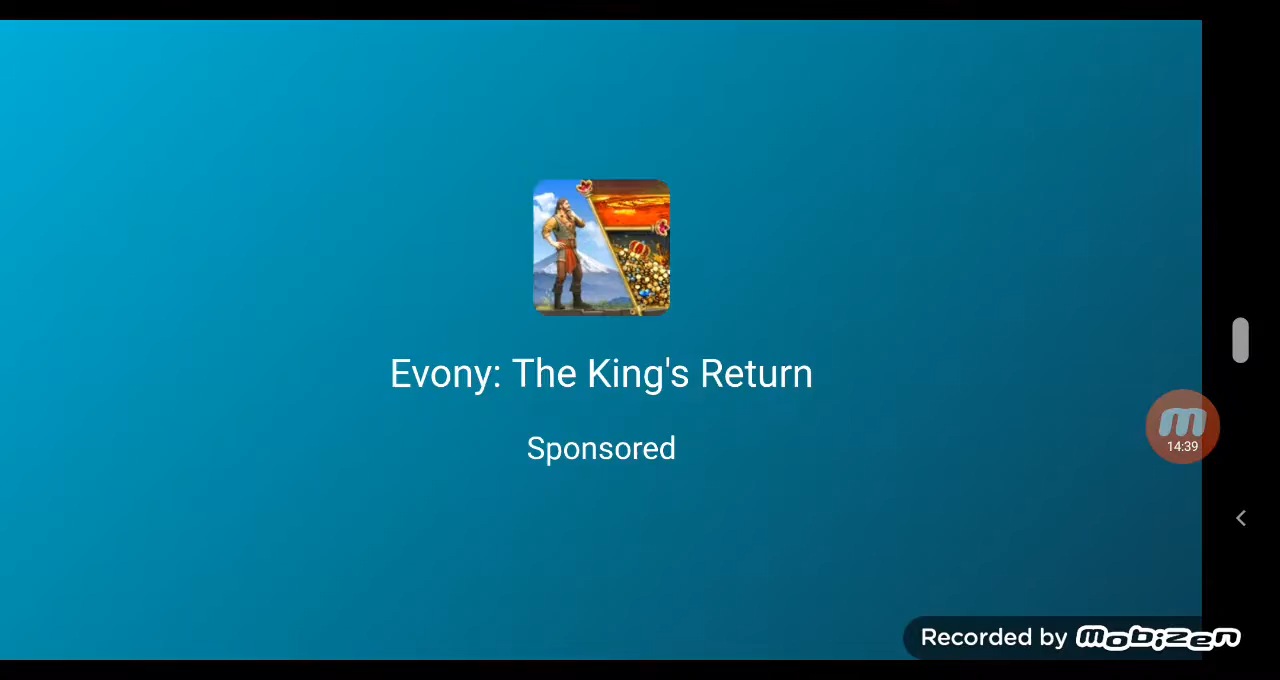 Evony: The King's Return
Sponsored
m
14:39
Recorded by mobizen